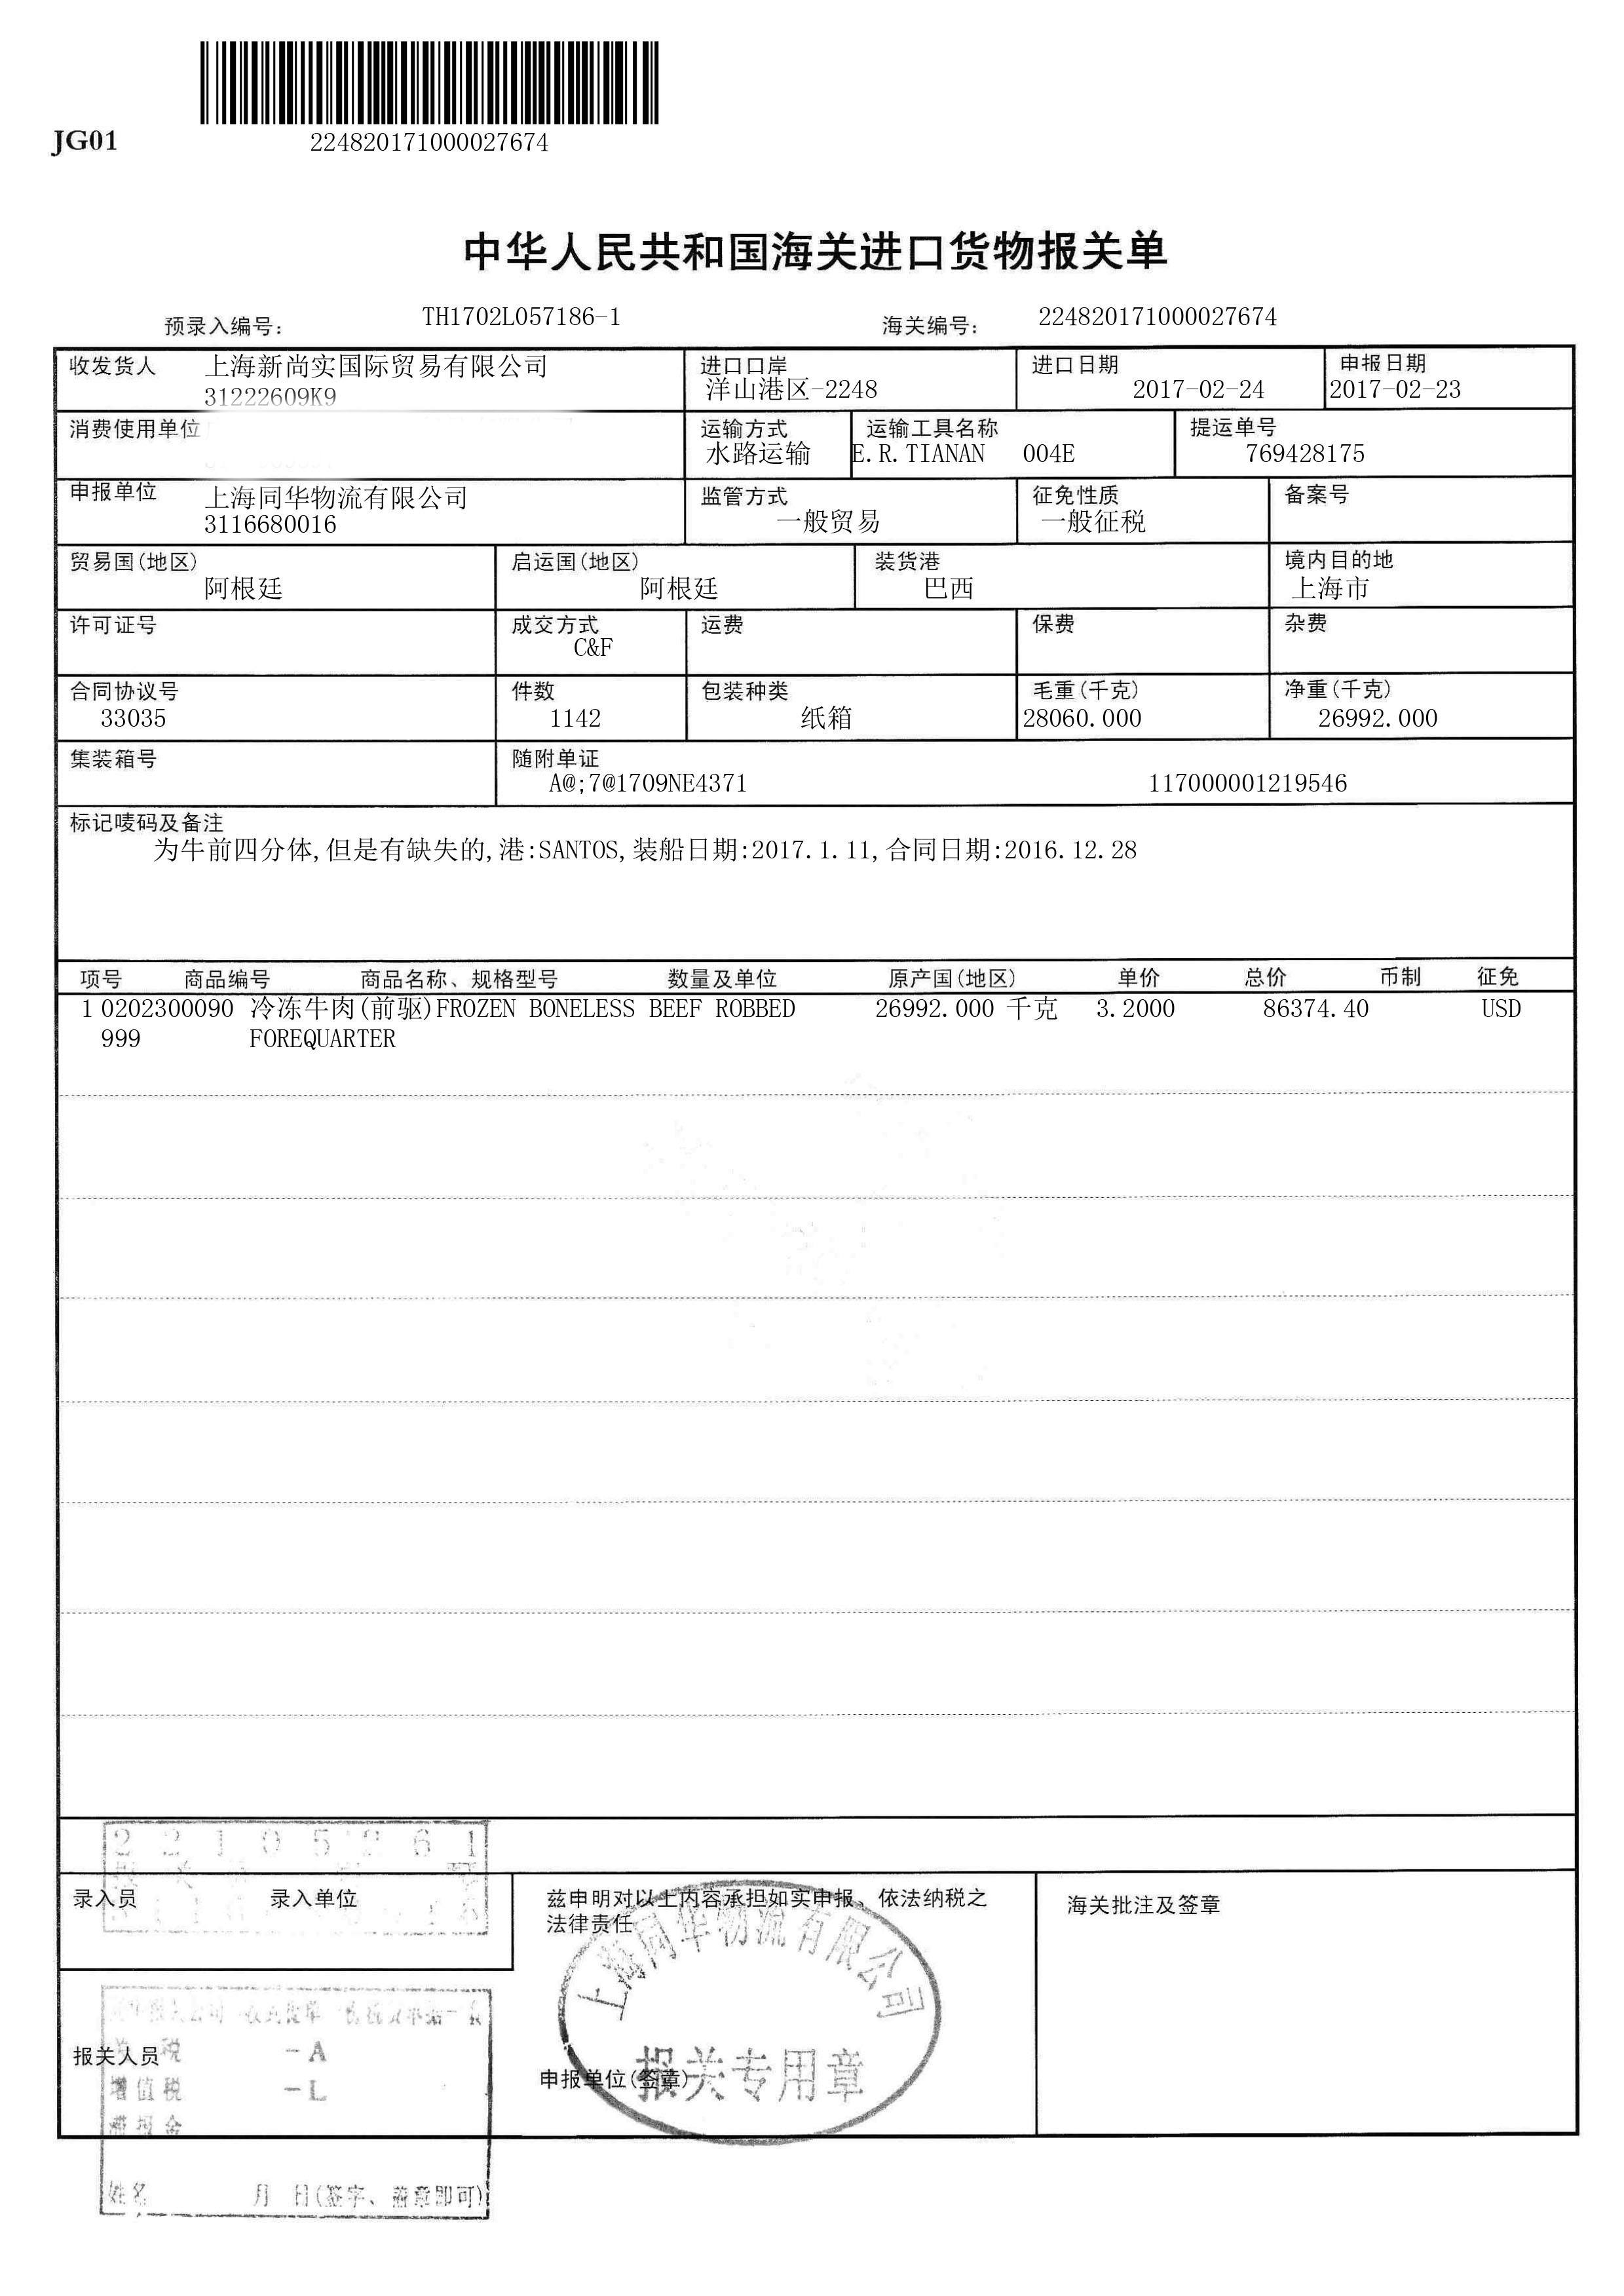 JG01
224820171000027674
中华人民共和国海关进口货物报关单
预录入编号: TH1702L057186-1 海关编号: 224820171000027674
收发货人 上海新尚实国际贸易有限公司 进口口岸 进口日期 申报日期
31222609K9 洋山港区-2248 2017-02-24 2017-02-23
消费使用单位 运输方式 运输工具名称 提运单号
水路运输 E.R.TIANAN 004E 769428175
申报单位 上海同华物流有限公司 监管方式 征免性质 备案号
3116680016 一般贸易 一般征税
贸易国(地区) 启运国(地区) 装货港 境内目的地
阿根廷 阿根廷 巴西 上海市
许可证号 成交方式 运费 保费 杂费
C&F
合同协议号 件数 包装种类 毛重(千克) 净重(千克)
33035 1142 纸箱 28060.000 26992.000
集装箱号 随附单证
A@;7@1709NE4371 117000001219546
标记唛码及备注
为牛前四分体,但是有缺失的,港:SANTOS,装船日期:2017.1.11,合同日期:2016.12.28
项号 商品编号 商品名称、规格型号 数量及单位 原产国(地区) 单价 总价 币制 征免
1 0202300090 冷冻牛肉(前驱)FROZEN BONELESS BEEF ROBBED 26992.000 千克 3.2000 86374.40 USD
999 FOREQUARTER
录入员 录入单位 兹申明对以上内容承担如实申报、依法纳税之 海关批注及签章
法律责任
上海同华物流有限公司
报关人员 - A
增值税 - L
申报单位(签章) 报关专用章
姓名 月 日(签字、盖章即可)